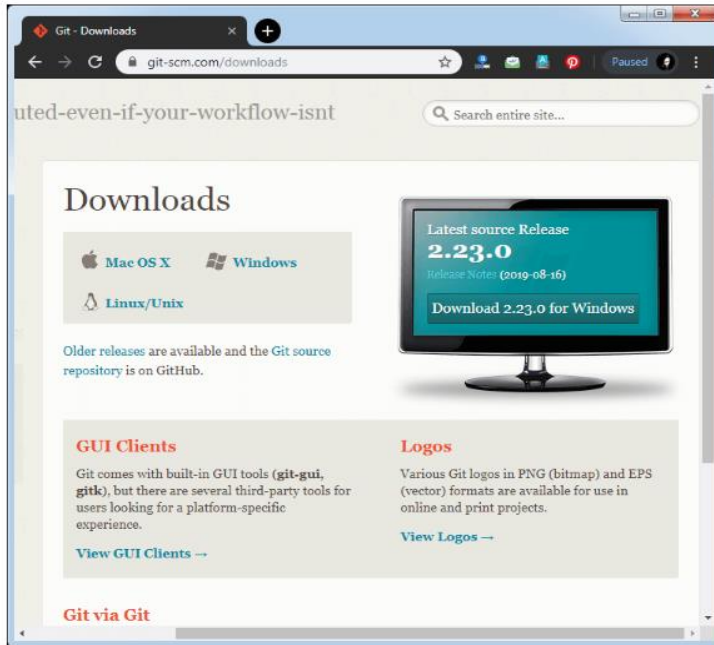 Git - Downloads
git-scm.com/downloads
Paused
uted-even-if-your-workflow-isnt
Search entire site...
Downloads
Mac OS X
Windows
Linux/Unix
Older releases are available and the Git source
repository is on GitHub.
Latest source Release
2.23.0
Release Notes (2019-08-16)
Download 2.23.0 for Windows
GUI Clients
Git comes with built-in GUI tools (git-gui,
gitk), but there are several third-party tools for
users looking for a platform-specific
experience.
View GUI Clients →
Logos
Various Git logos in PNG (bitmap) and EPS
(vector) formats are available for use in
online and print projects.
View Logos →
Git via Git